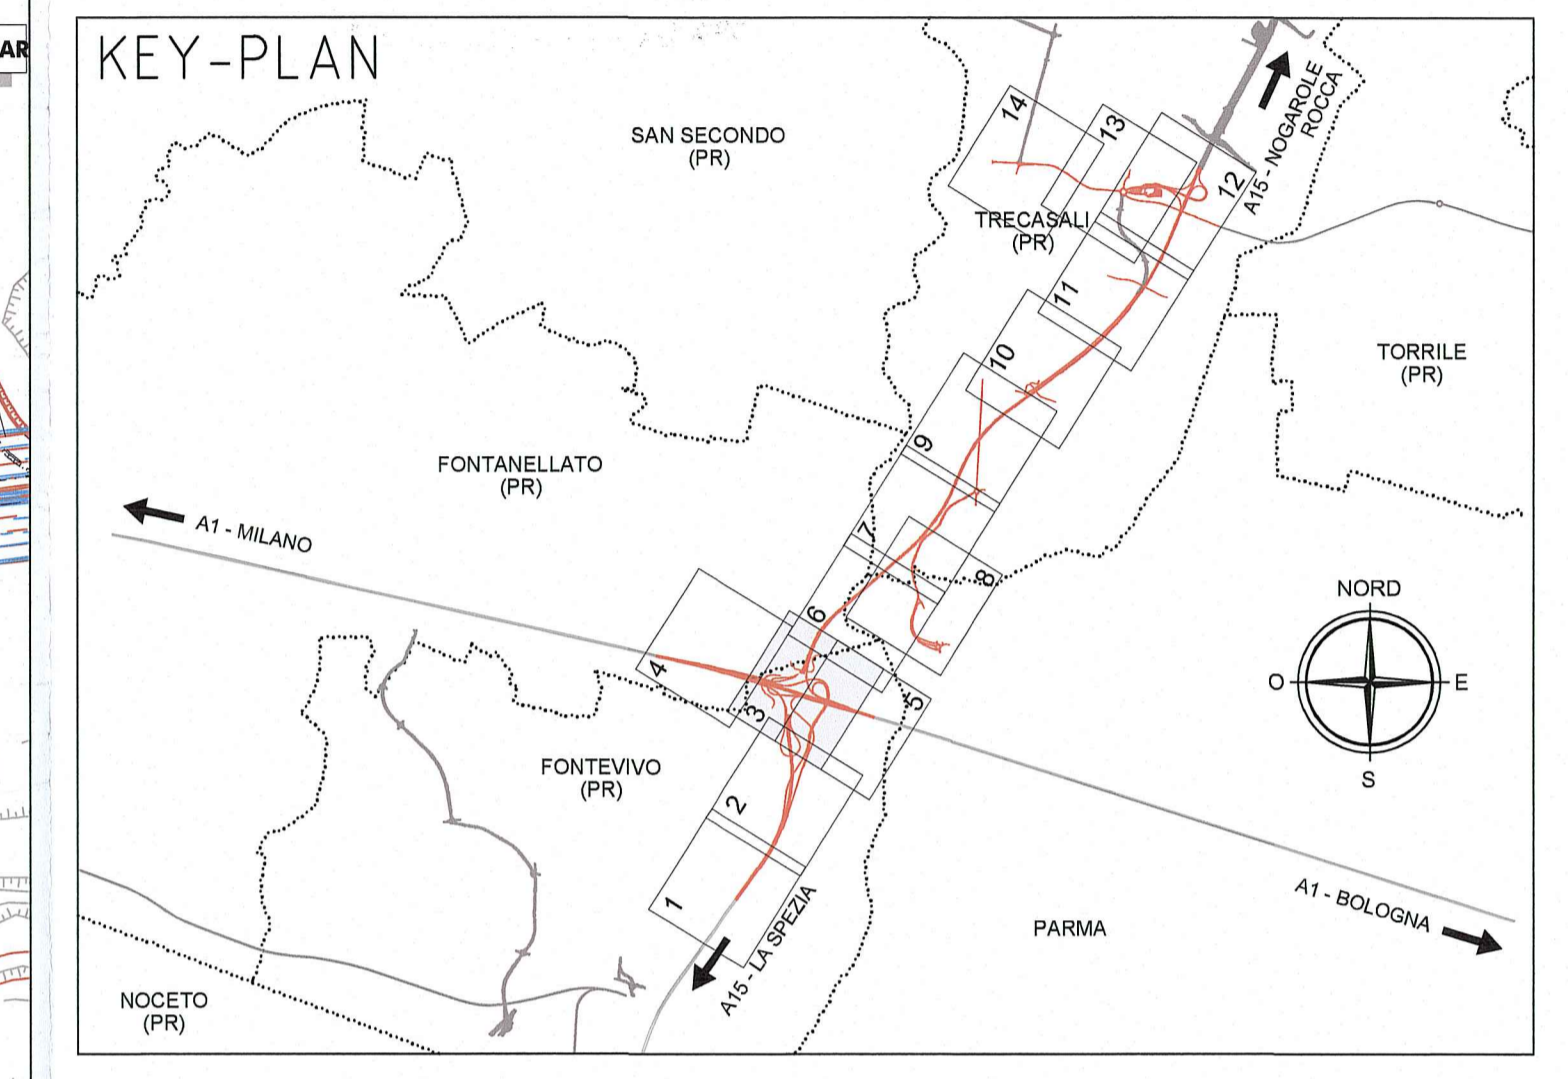 AR
KEY-PLAN
SAN SECONDO
(PR)
14
13
12
A15 - NOGAROLE
ROCCA
TRECASALI
(PR)
11
10
TORRILE
(PR)
9
FONTANELLATO
(PR)
A1 - MILANO
7
8
6
NORD
O
E
S
4
3
5
FONTEVIVO
(PR)
2
1
A15 - LA SPEZIA
PARMA
A1 - BOLOGNA
NOCETO
(PR)